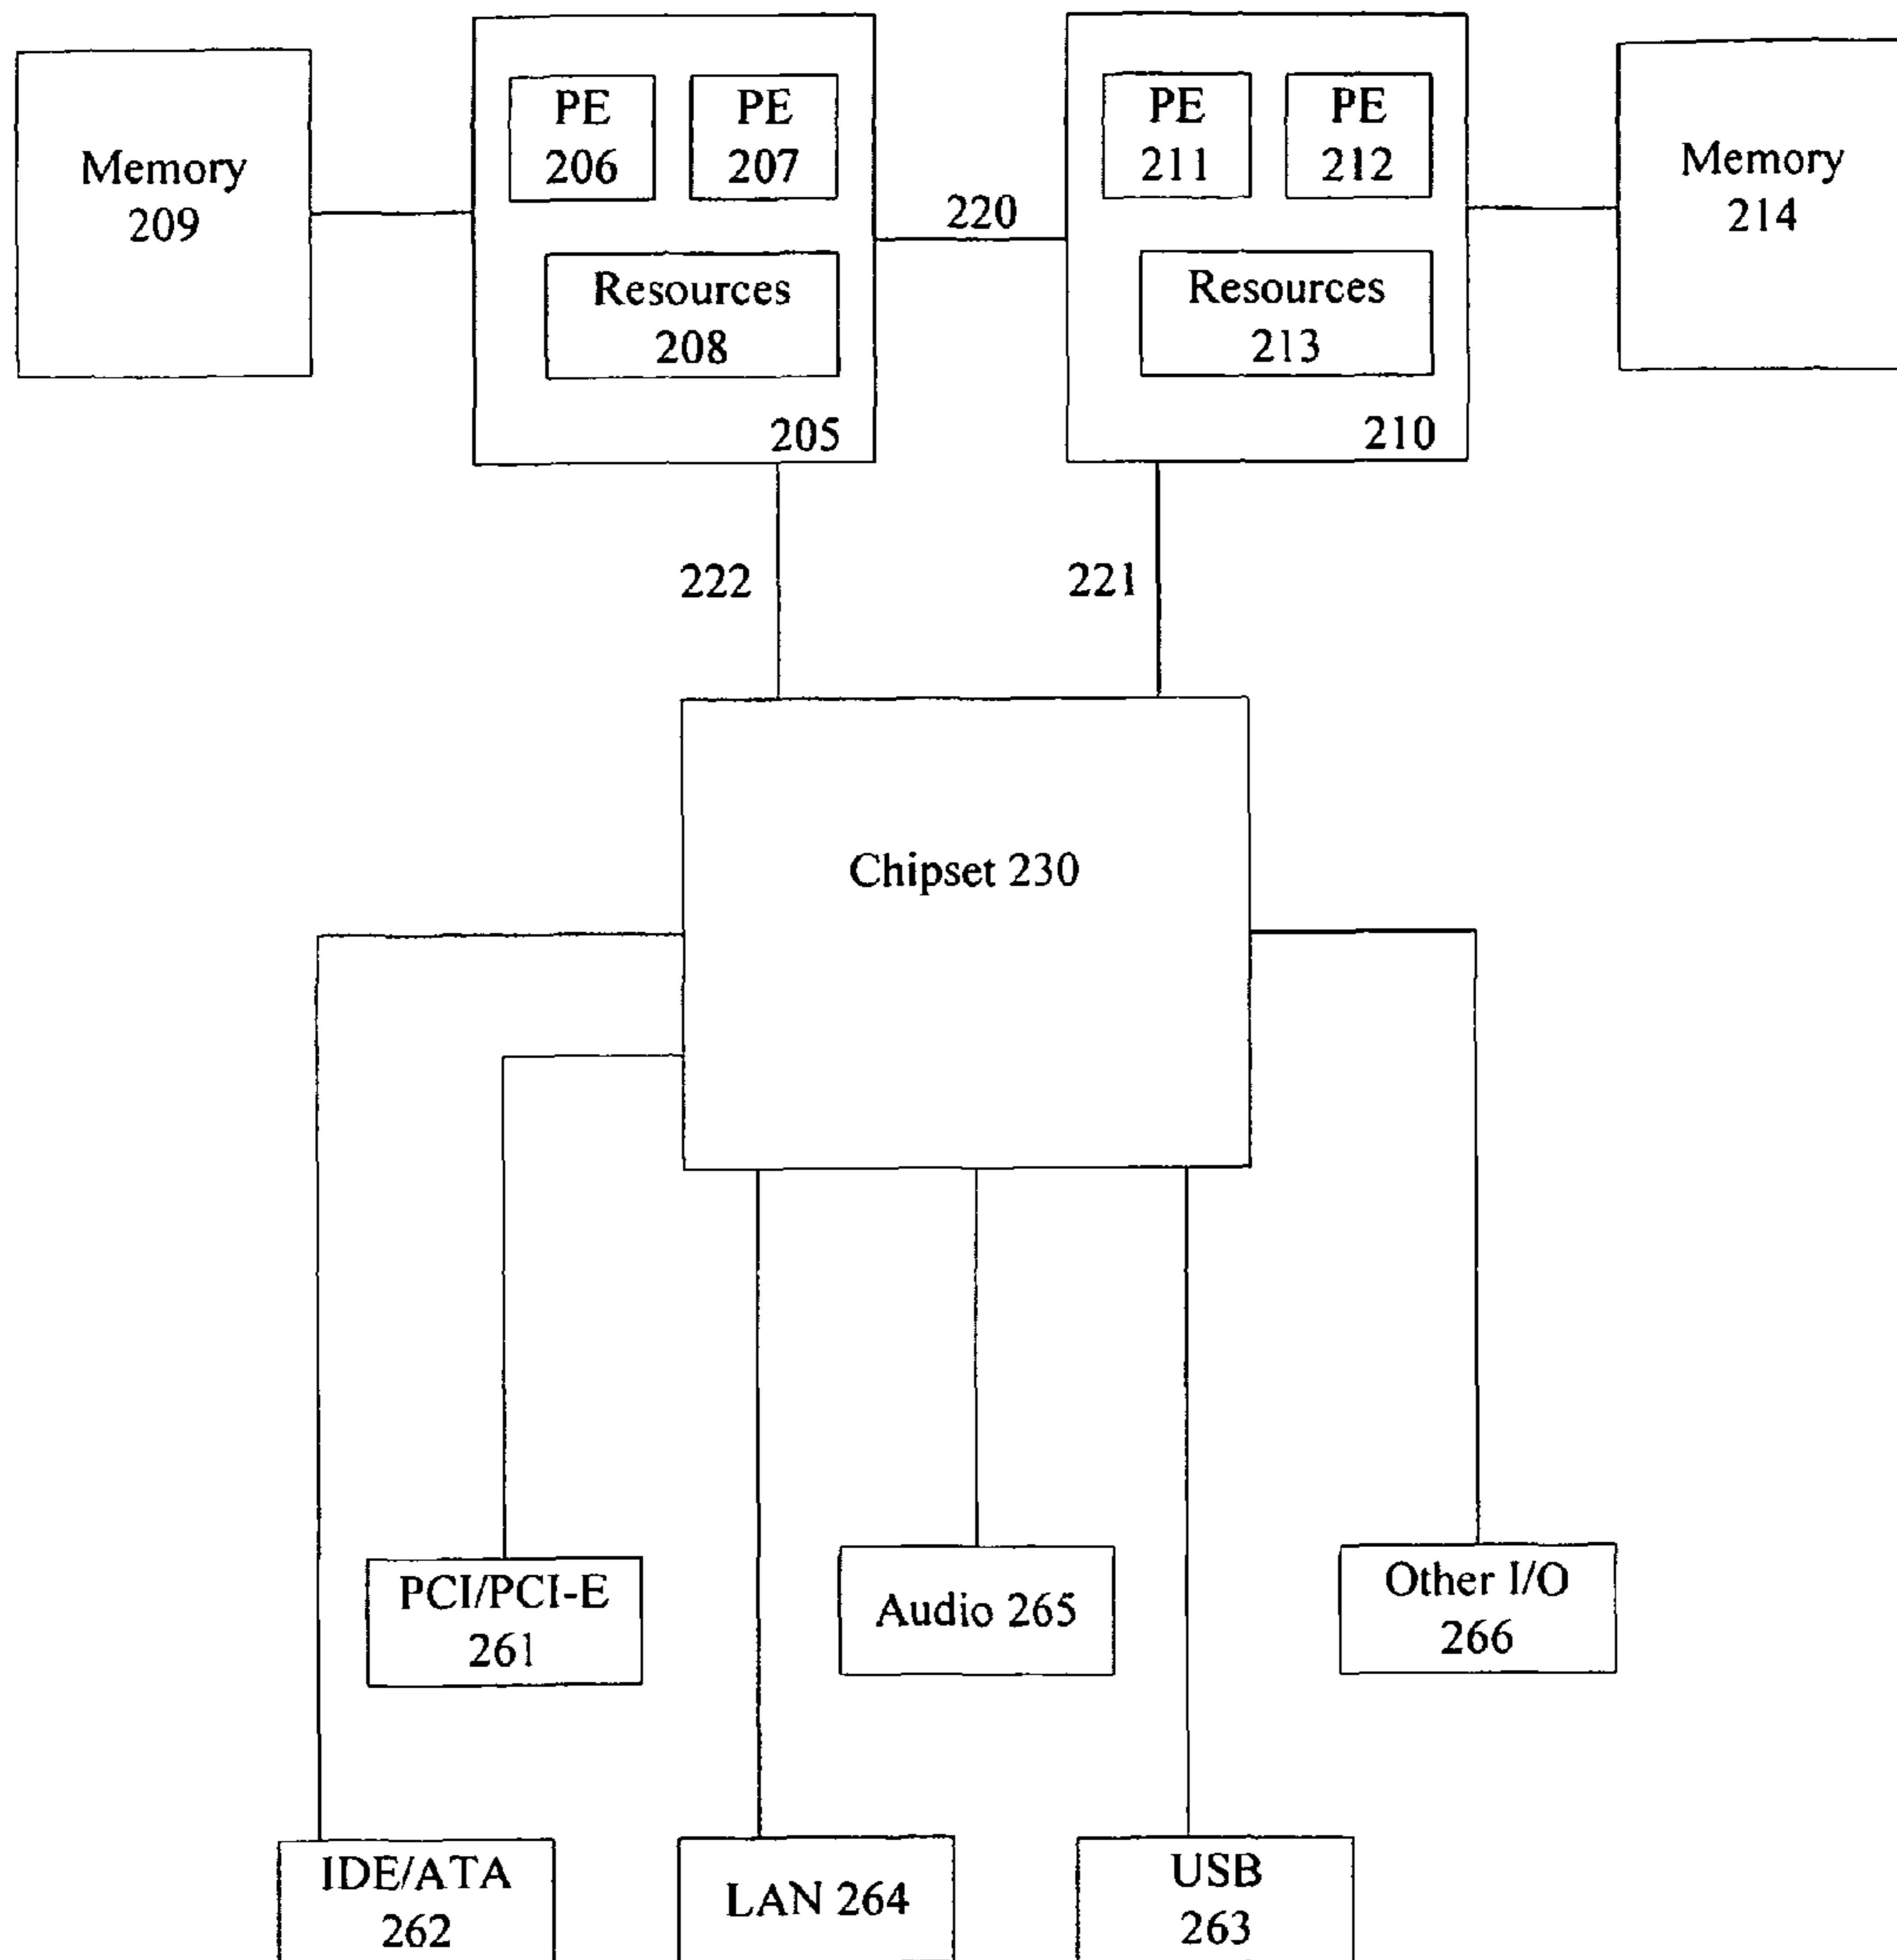 Memory
209
PE
206
PE
207
Resources
208
205
220
PE
211
PE
212
Resources
213
210
Memory
214
222
221
Chipset 230
PCI/PCI-E
261
Audio 265
Other I/O
266
IDE/ATA
262
LAN 264
USB
263